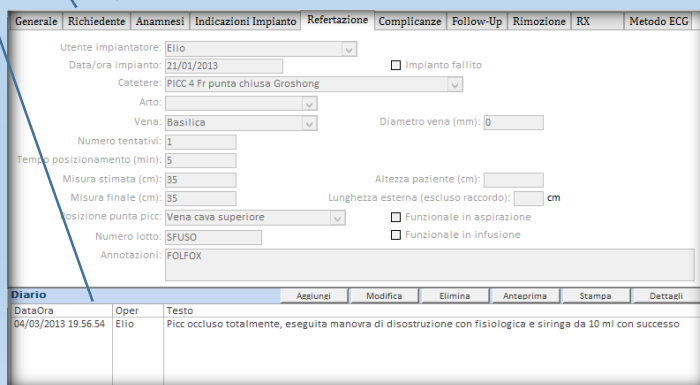 Generale Richiedente Anamnesi Indicazioni Impianto Refertazione Complicanze Follow-Up Rimozione RX Metodo ECG
Utente impiantatore: Elio
Data/ora impianto: 21/01/2013 Impianto fallito
Catetere: PICC 4 Fr punta chiusa Groshong
Arto:
Vena: Basilica Diametro vena (mm): 0
Numero tentativi: 1
Tempo posizionamento (min): 5
Misura stimata (cm): 35 Altezza paziente (cm):
Misura finale (cm): 35 Lunghezza esterna (escluso raccordo): cm
Posizione punta picc: Vena cava superiore Funzionale in aspirazione
Numero lotto: SFUSO Funzionale in infusione
Annotazioni: FOLFOX
Diario Aggiungi Modifica Elimina Anteprima Stampa Dettagli
DataOra Oper Testo
04/03/2013 19.56.54 Elio Picc occluso totalmente, eseguita manovra di disostruzione con fisiologica e siringa da 10 ml con successo